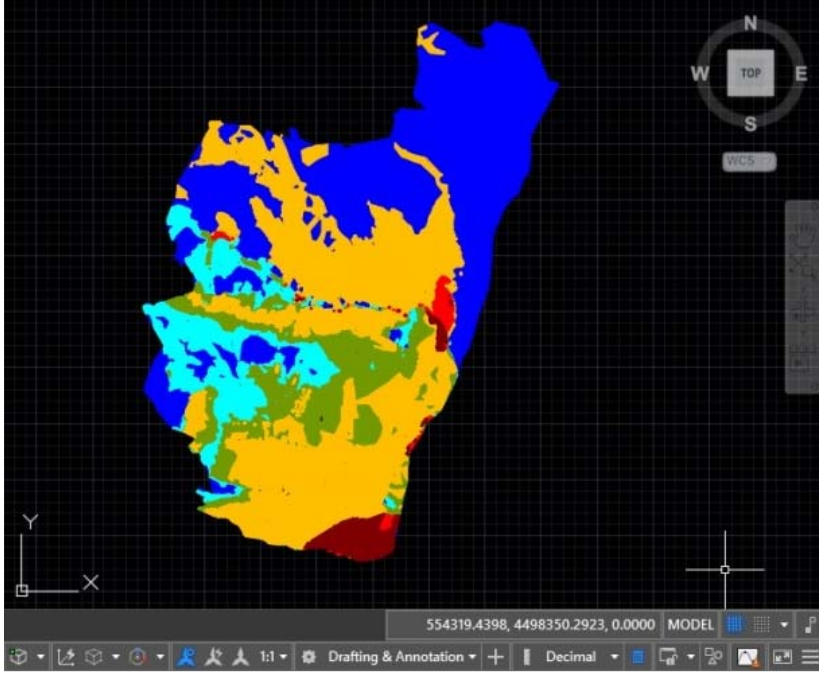 N
W TOP E
S
WCS
Y
X
554319.4398, 4498350.2923, 0.0000 MODEL
1:1 Drafting & Annotation Decimal